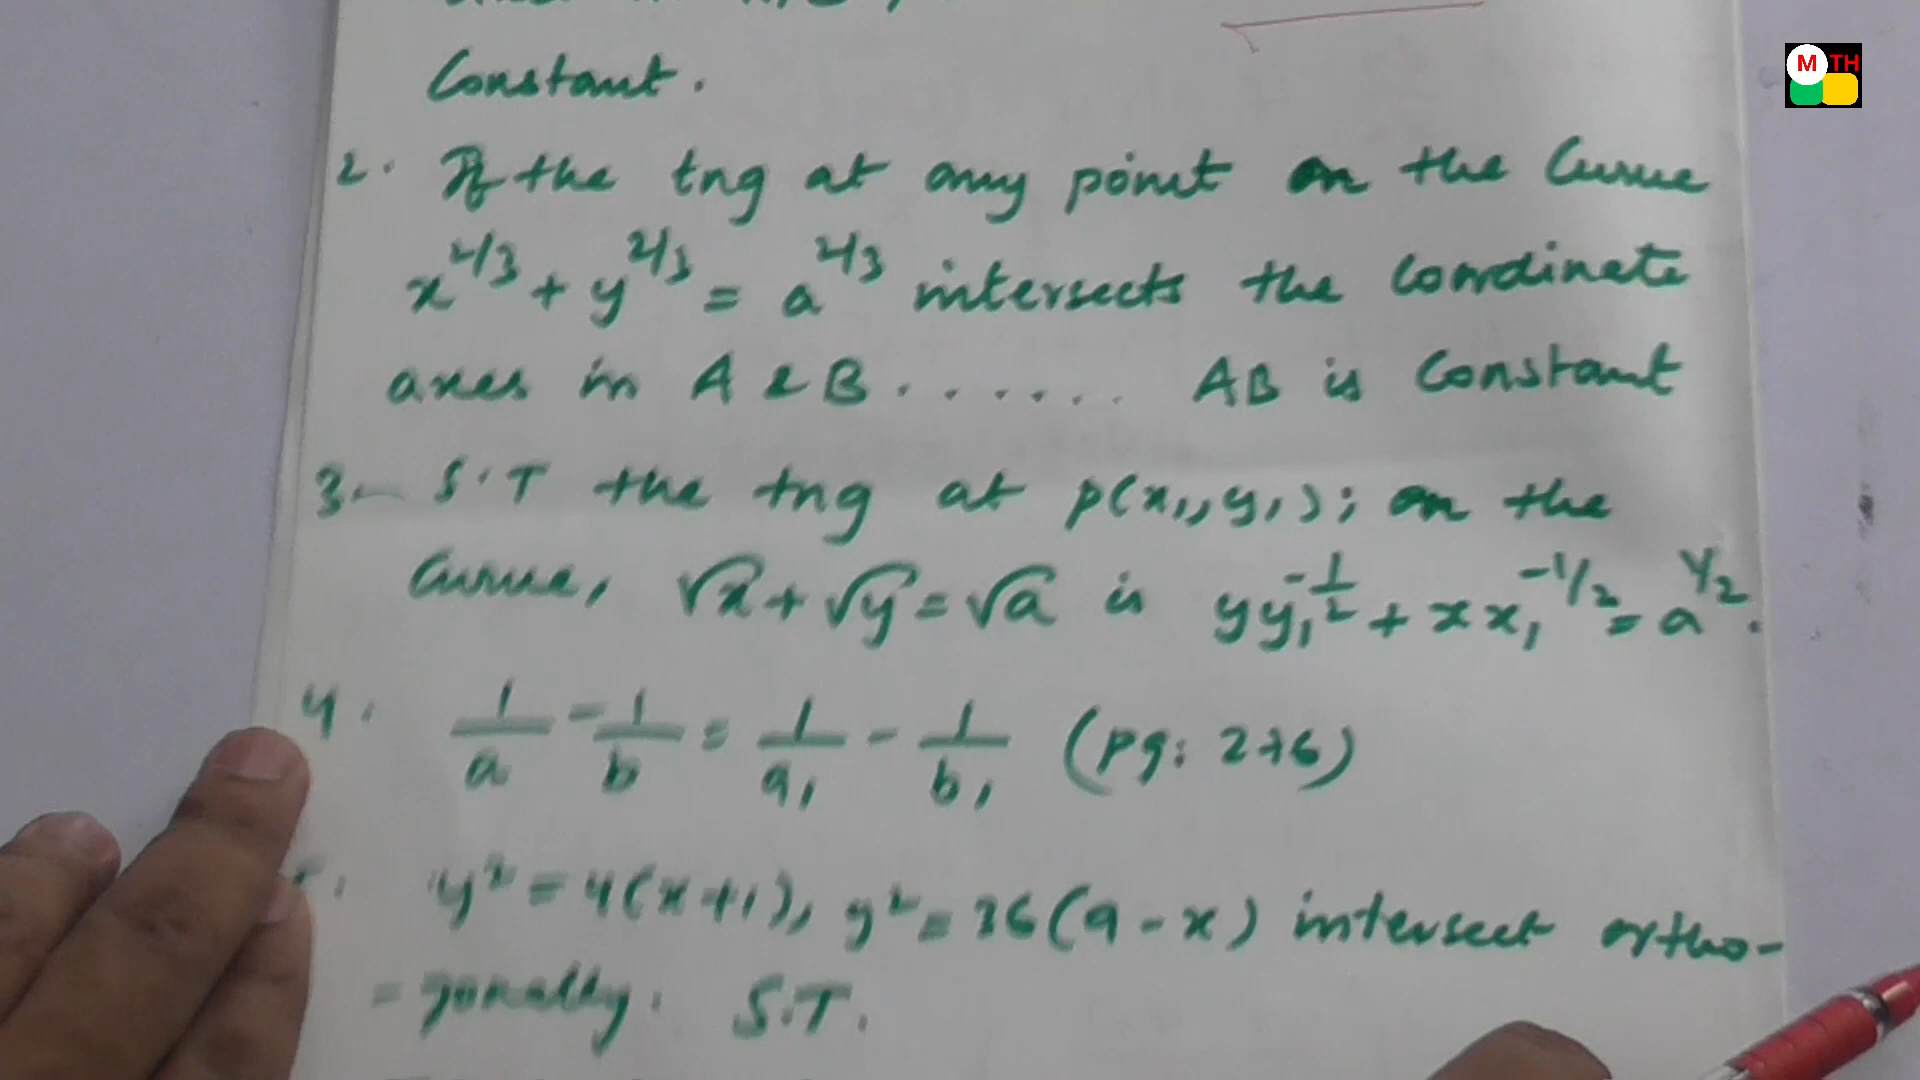 Constant.
2. If the tng at any point on the Curve
x^2/3 + y^2/3 = a^2/3 intersects the coordinate
axes in A & B. ...... AB is Constant
3. S.T the tng at p(x₁, y₁); on the
curve, √x + √y = √a is yy₁^-1/2 + xx₁^-1/2 = a^1/2.
4. 1/a - 1/b = 1/a₁ - 1/b₁ (pg: 276)
y² = 4(x+1), y² = 36(9-x) intersect ortho-
-gonally. S.T.
M TH